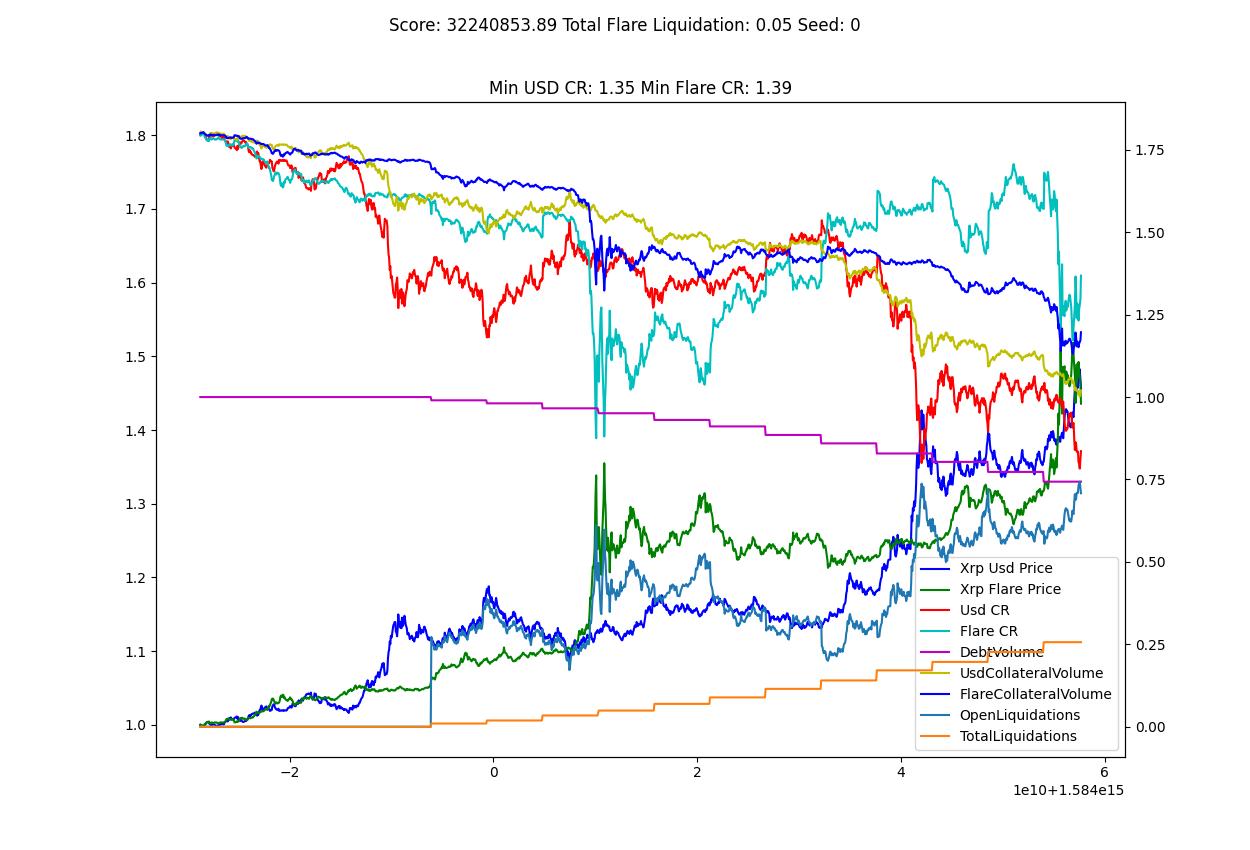 Score: 32240853.89 Total Flare Liquidation: 0.05 Seed: 0
Min USD CR: 1.35 Min Flare CR: 1.39
1.8
1.7
1.6
1.5
1.4
1.3
1.2
1.1
1.0
1.75
1.50
1.25
1.00
0.75
0.50
0.25
0.00
Xrp Usd Price
Xrp Flare Price
Usd CR
Flare CR
DebtVolume
UsdCollateralVolume
FlareCollateralVolume
OpenLiquidations
TotalLiquidations
−2 0 2 4 6
1e10+1.584e15